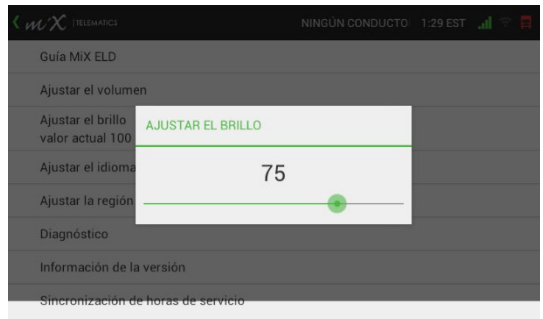 MiX TELEMATICS NINGÚN CONDUCTO 1:29 EST
Guía MiX ELD
Ajustar el volumen
Ajustar el brillo
valor actual 100
AJUSTAR EL BRILLO
75
Ajustar el idioma
Ajustar la región
Diagnóstico
Información de la versión
Sincronización de horas de servicio